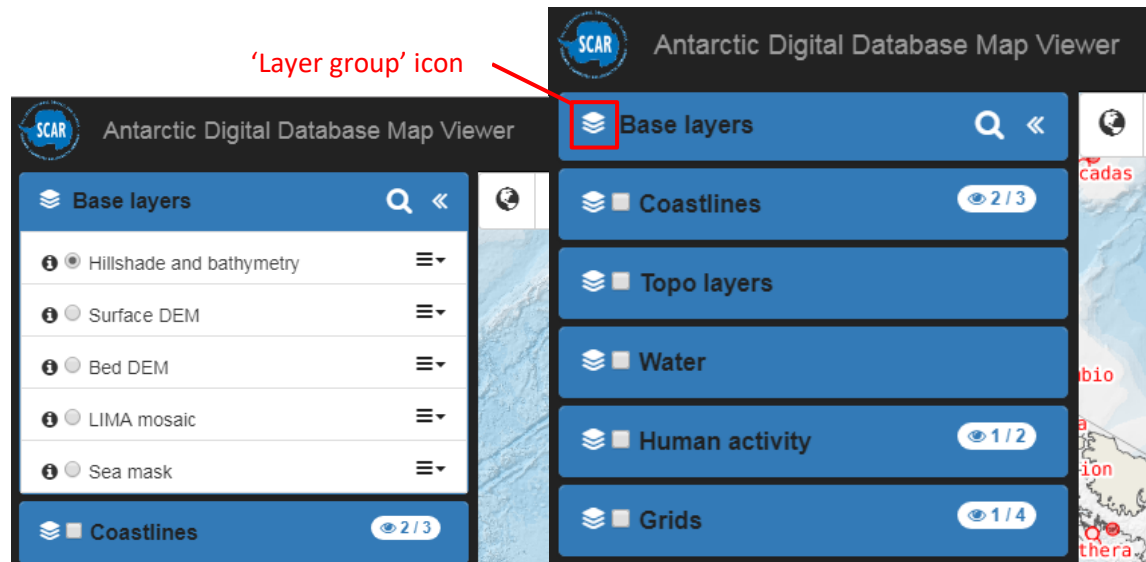 ‘Layer group’ icon
SCAR
Antarctic Digital Database Map Viewer
Base layers
Hillshade and bathymetry
Surface DEM
Bed DEM
LIMA mosaic
Sea mask
Coastlines
2 / 3
SCAR
Antarctic Digital Database Map Viewer
Base layers
Coastlines
2 / 3
Topo layers
Water
Human activity
1 / 2
Grids
1 / 4
cadas
bio
a
ion
thera